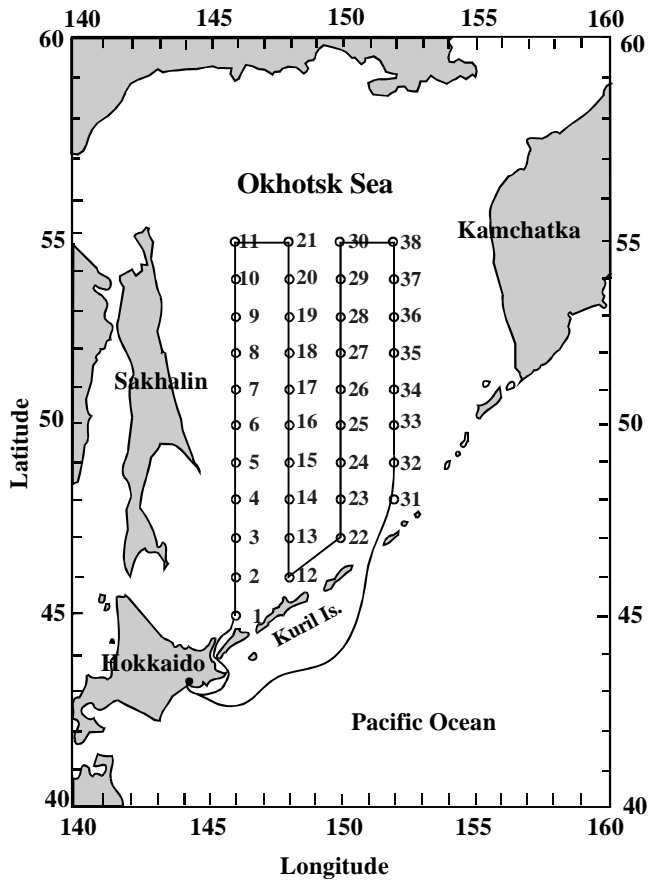 140 145 150 155 160
60 60
Okhotsk Sea
Kamchatka
55 11 21 30 38 55
10 20 29 37
9 19 28 36
8 18 27 35
Sakhalin
7 17 26 34
50 6 16 25 33 50
5 15 24 32
4 14 23 31
3 13 22
2 12
45 1 45
Kuril Is.
Hokkaido
Pacific Ocean
40 40
140 145 150 155 160
Latitude
Longitude